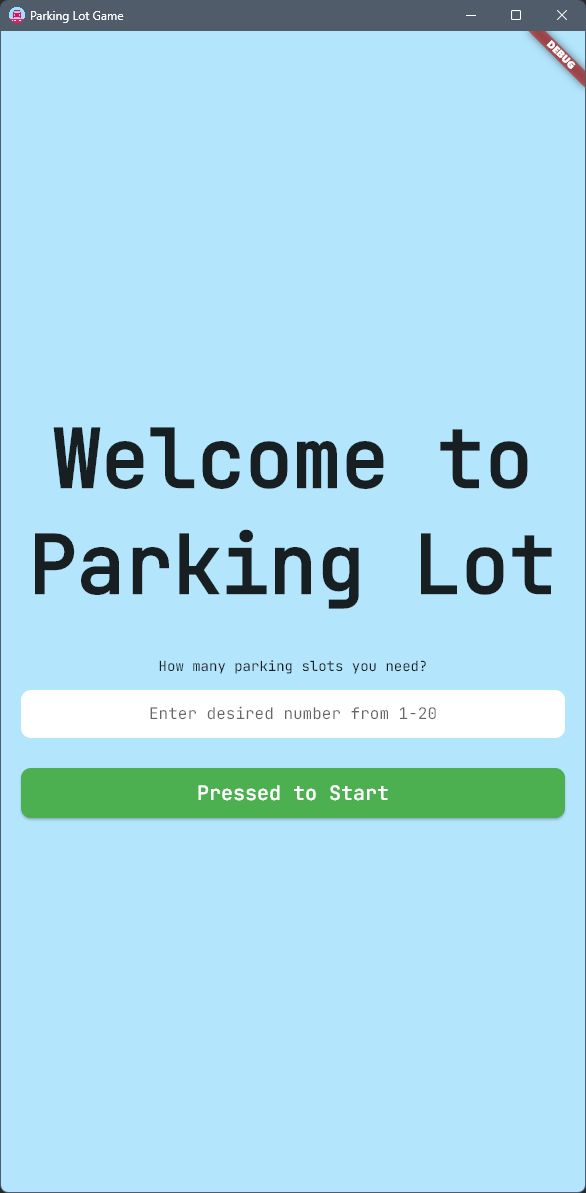 Parking Lot Game
DEBUG
Welcome to
Parking Lot
How many parking slots you need?
Enter desired number from 1-20
Pressed to Start